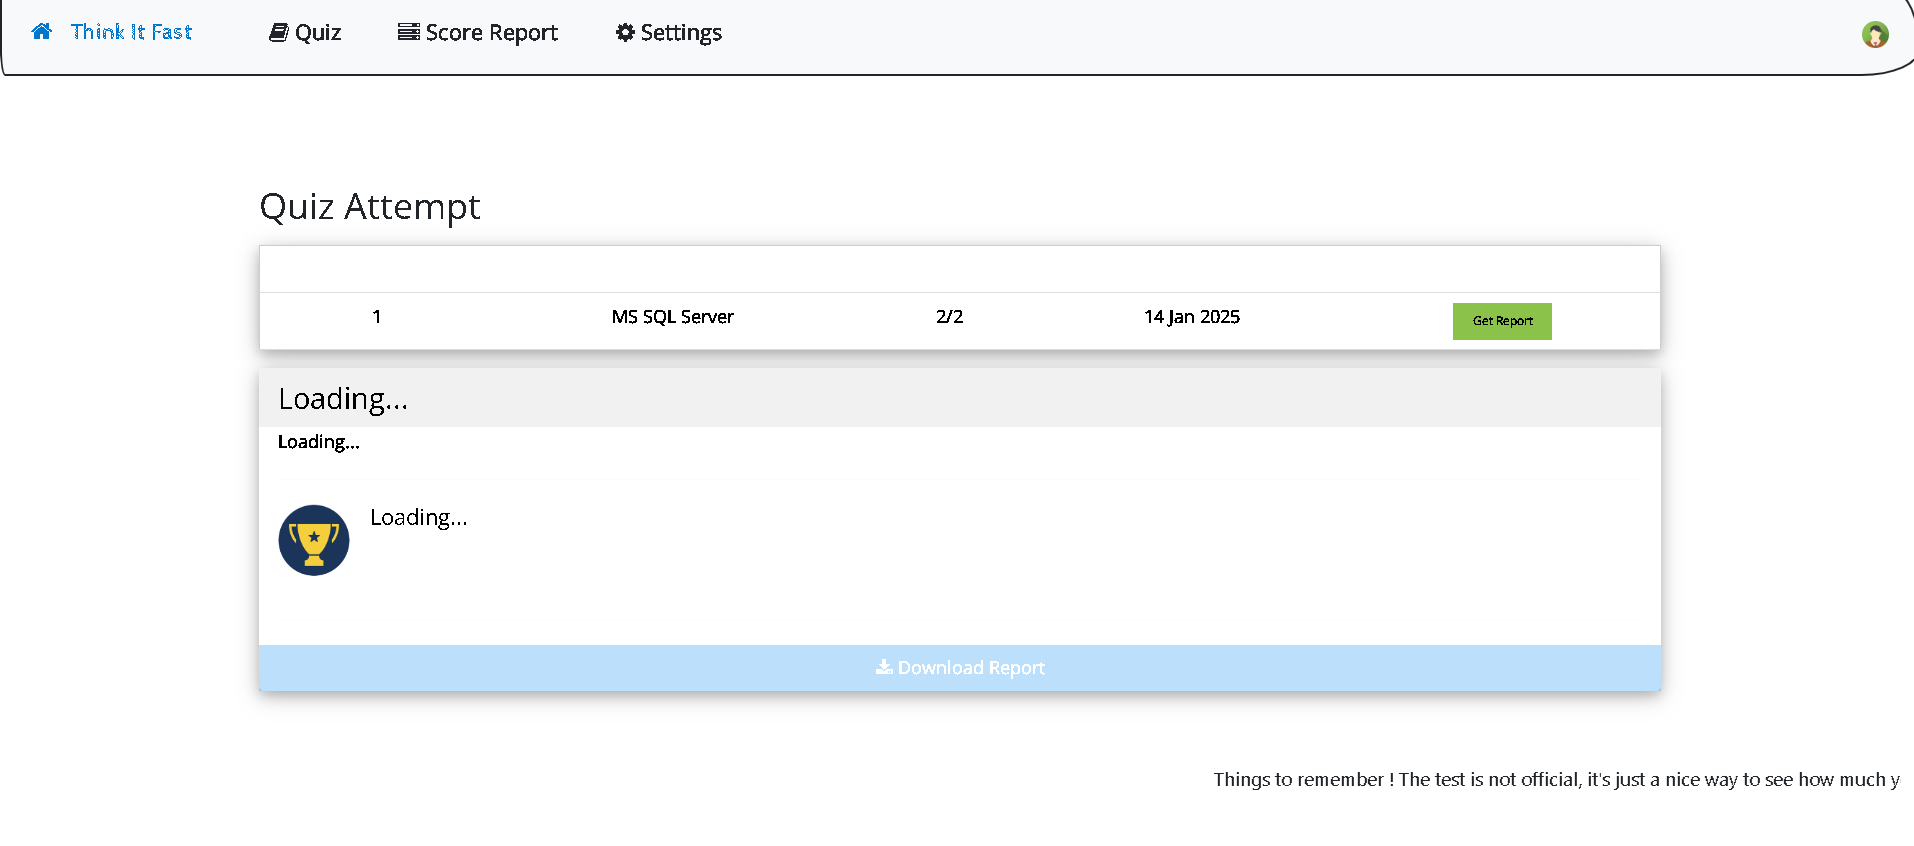 Think It Fast Quiz Score Report Settings
Quiz Attempt
1 MS SQL Server 2/2 14 Jan 2025 Get Report
Loading...
Loading...
Loading...
Download Report
Things to remember ! The test is not official, it's just a nice way to see how much y